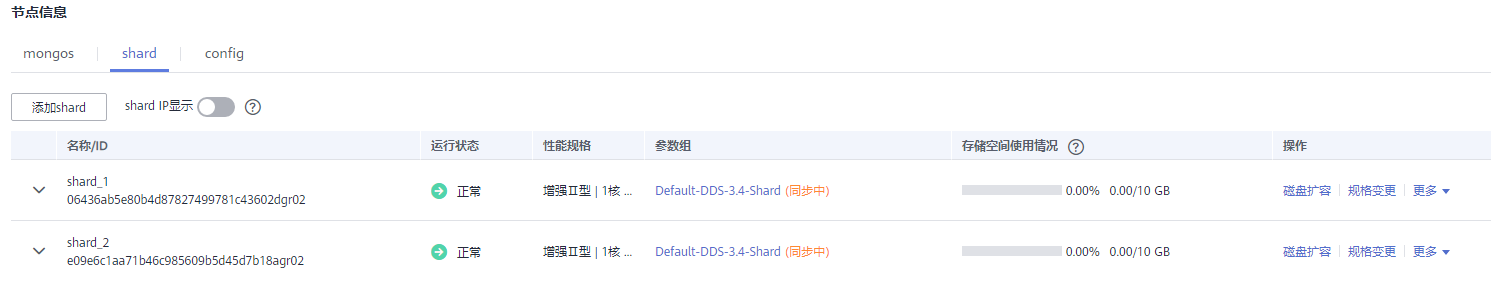 节点信息
mongos shard config
添加shard shard IP显示 ?
名称/ID 运行状态 性能规格 参数组 存储空间使用情况 ? 操作
shard_1
06436ab5e80b4d87827499781c43602dgr02
正常 增强II型 | 1核 ... Default-DDS-3.4-Shard (同步中) 0.00% 0.00/10 GB 磁盘扩容 规格变更 更多
shard_2
e09e6c1aa71b46c985609b5d45d7b18agr02
正常 增强II型 | 1核 ... Default-DDS-3.4-Shard (同步中) 0.00% 0.00/10 GB 磁盘扩容 规格变更 更多